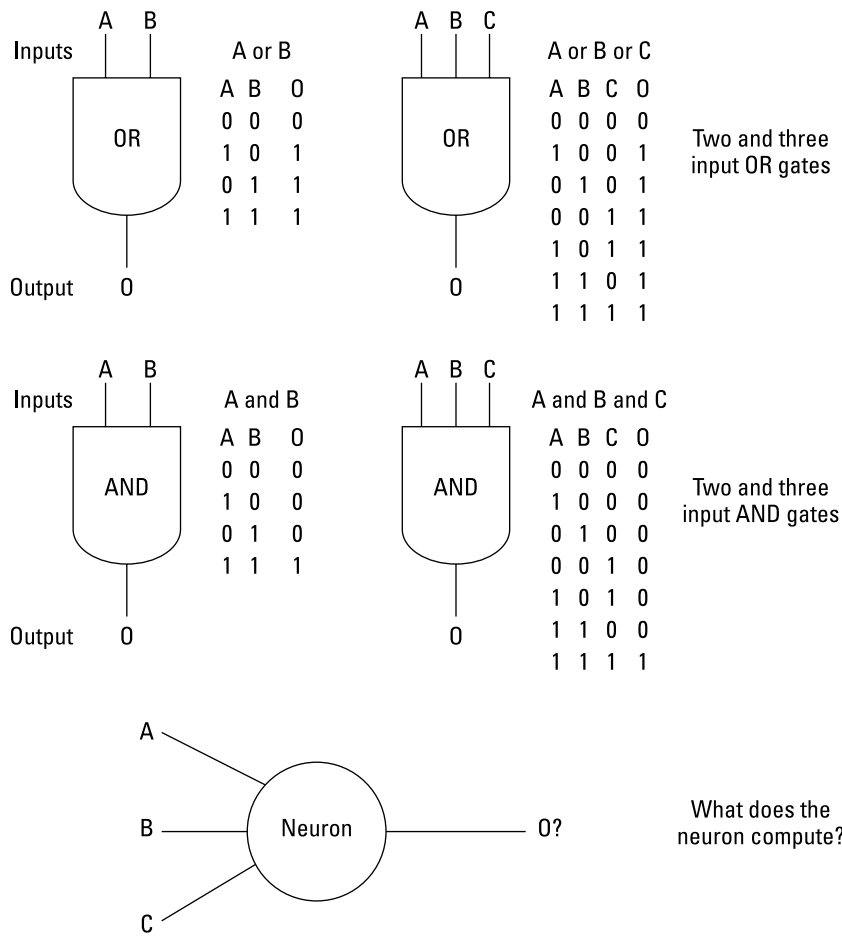 A B
Inputs
OR
Output O
A or B
A B O
0 0 0
1 0 1
0 1 1
1 1 1
A B C
OR
O
A or B or C
A B C O
0 0 0 0
1 0 0 1
0 1 0 1
0 0 1 1
1 0 1 1
1 1 0 1
1 1 1 1
Two and three
input OR gates
A B
Inputs
AND
Output O
A and B
A B O
0 0 0
1 0 0
0 1 0
1 1 1
A B C
AND
O
A and B and C
A B C O
0 0 0 0
1 0 0 0
0 1 0 0
0 0 1 0
1 0 1 0
1 1 0 0
1 1 1 1
Two and three
input AND gates
A
B
C
Neuron
O?
What does the
neuron compute?